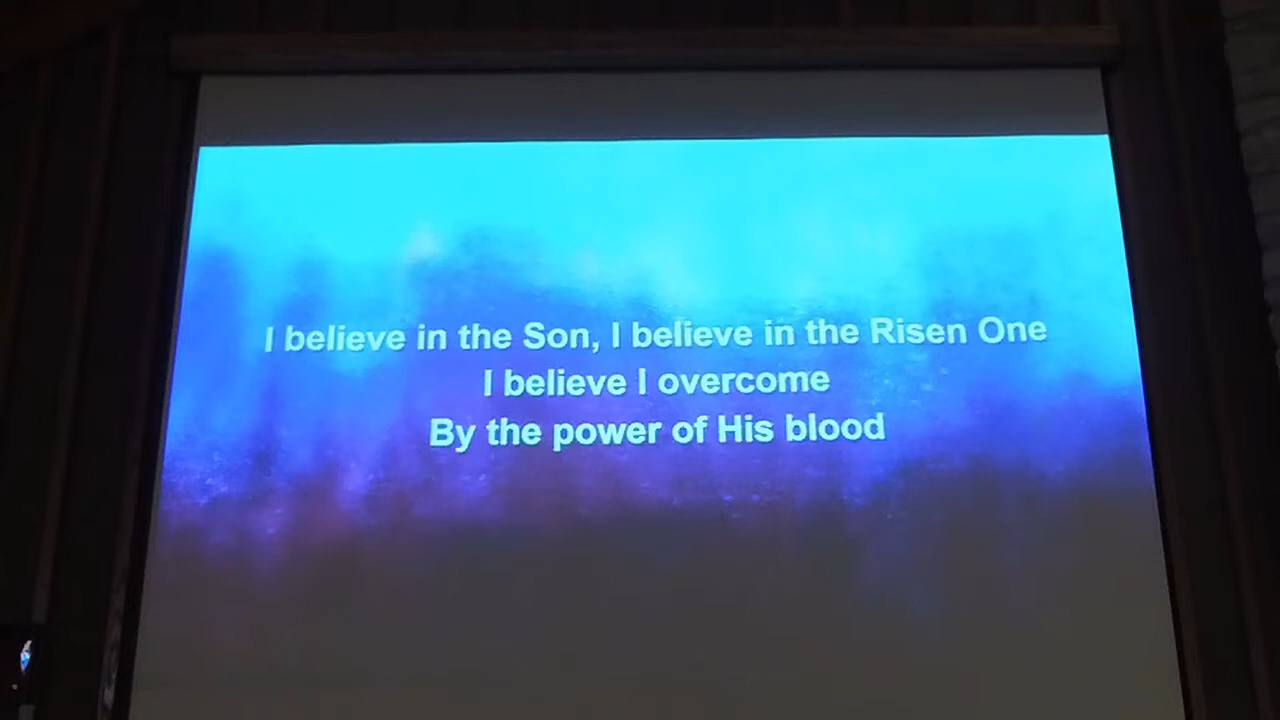 I believe in the Son, I believe in the Risen One
I believe I overcome
By the power of His blood